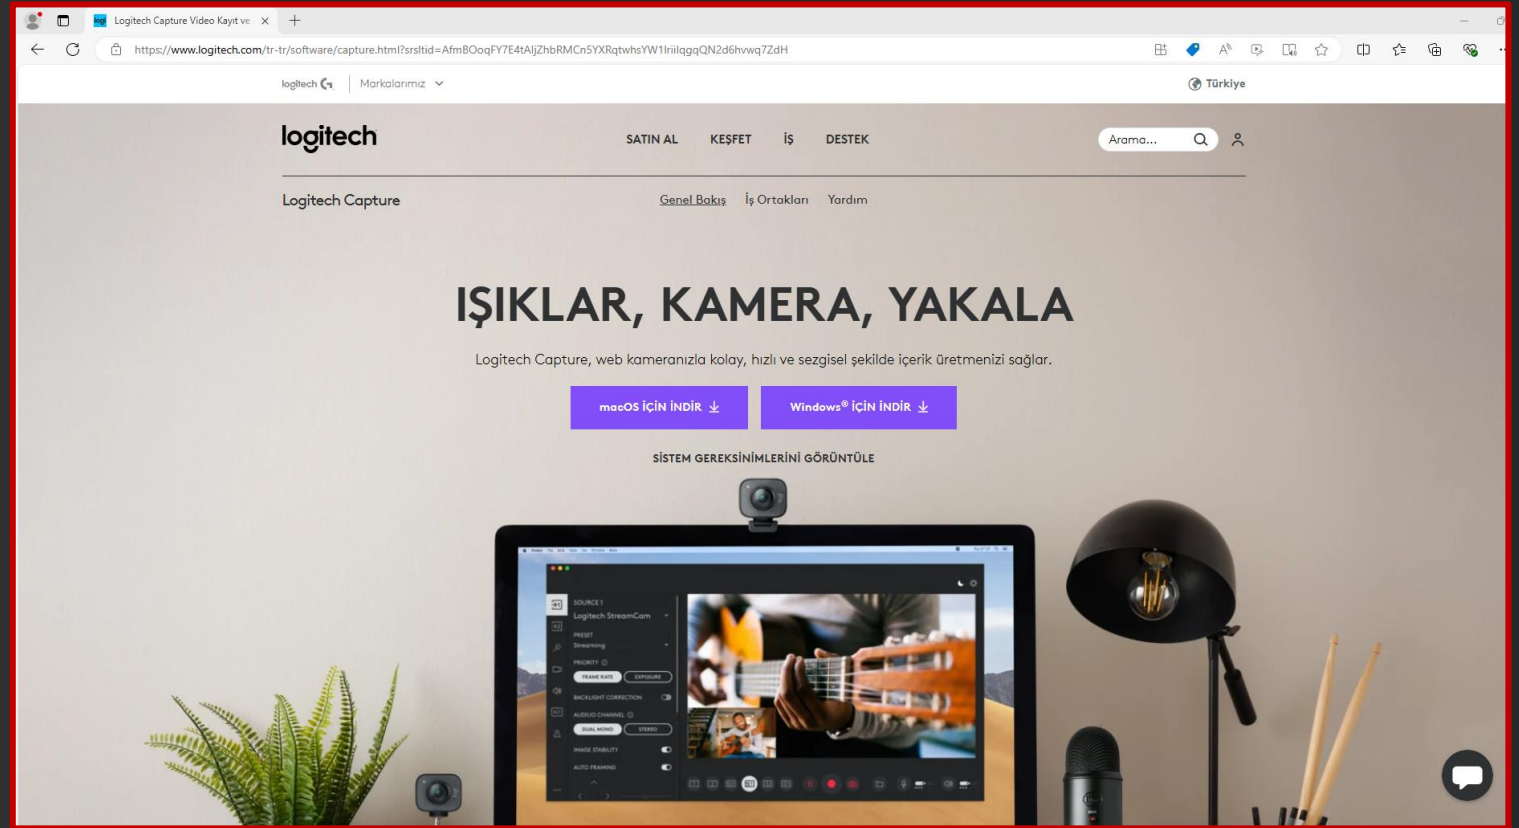 Logitech Capture Video Kayıt ve
https://www.logitech.com/tr-tr/software/capture.html?srsltid=AfmBOoqFY7E4tAljZhbRMCn5YXRqtwhsYW1IriilqgqQN2d6hvwq7ZdH
logitech G Markalarımız
Türkiye
logitech
SATIN AL KEŞFET İŞ DESTEK
Arama...
Logitech Capture
Genel Bakış İş Ortakları Yardım
IŞIKLAR, KAMERA, YAKALA
Logitech Capture, web kameranızla kolay, hızlı ve sezgisel şekilde içerik üretmenizi sağlar.
macOS İÇİN İNDİR Windows® İÇİN İNDİR
SİSTEM GEREKSİNİMLERİNİ GÖRÜNTÜLE
SOURCE 1
Logitech StreamCam
PRESET
Streaming
PRIORITY
FRAME RATE EXPOSURE
BACKLIGHT CORRECTION
AUDIUO CHANNEL
DUAL MONO STEREO
IMAGE STABILITY
AUTO FRAMING